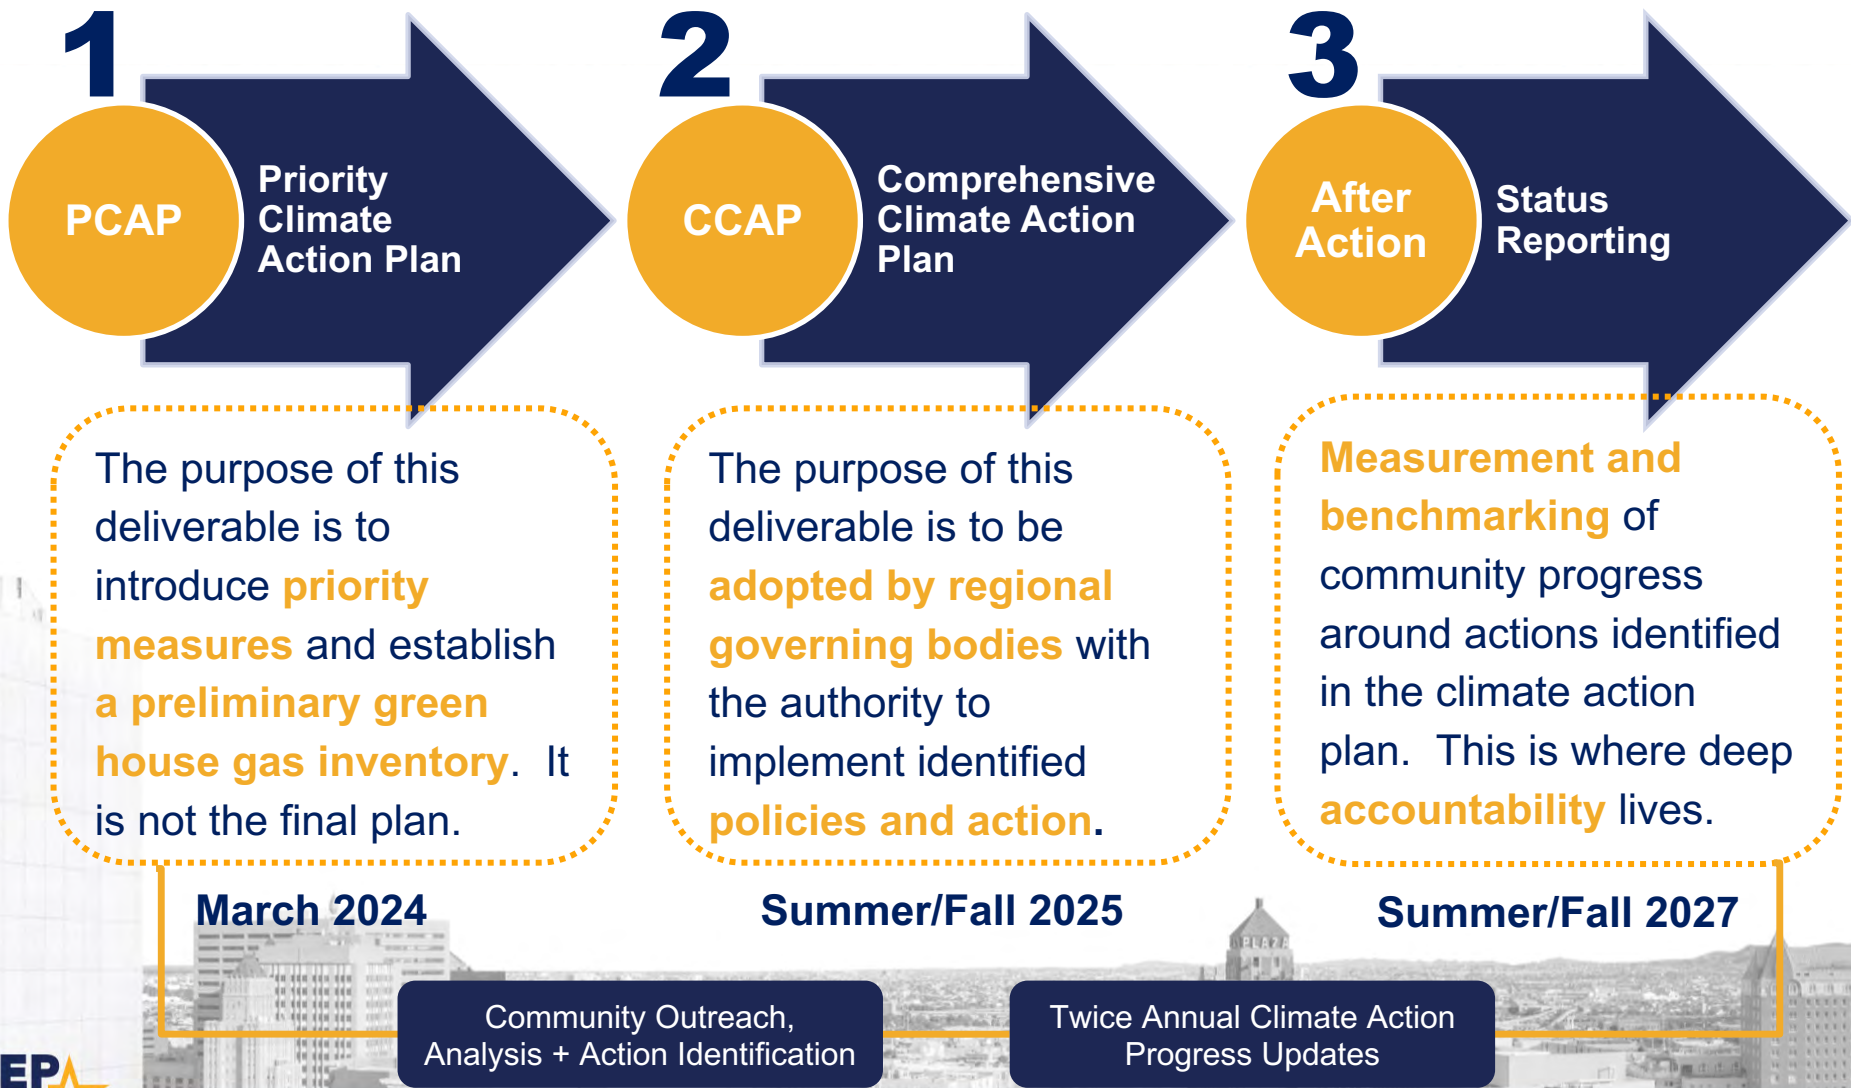 1
PCAP
Priority
Climate
Action Plan
The purpose of this
deliverable is to
introduce priority
measures and establish
a preliminary green
house gas inventory.  It
is not the final plan.
March 2024
2
CCAP
Comprehensive
Climate Action
Plan
The purpose of this
deliverable is to be
adopted by regional
governing bodies with
the authority to
implement identified
policies and action.
Summer/Fall 2025
3
After
Action
Status
Reporting
Measurement and
benchmarking of
community progress
around actions identified
in the climate action
plan.  This is where deep
accountability lives.
Summer/Fall 2027
PLAZA
Community Outreach,
Analysis + Action Identification
Twice Annual Climate Action
Progress Updates
EP